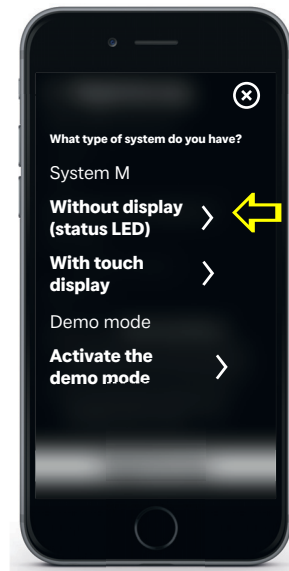 What type of system do you have?
System M
Without display
(status LED)
With touch
display
Demo mode
Activate the
demo mode